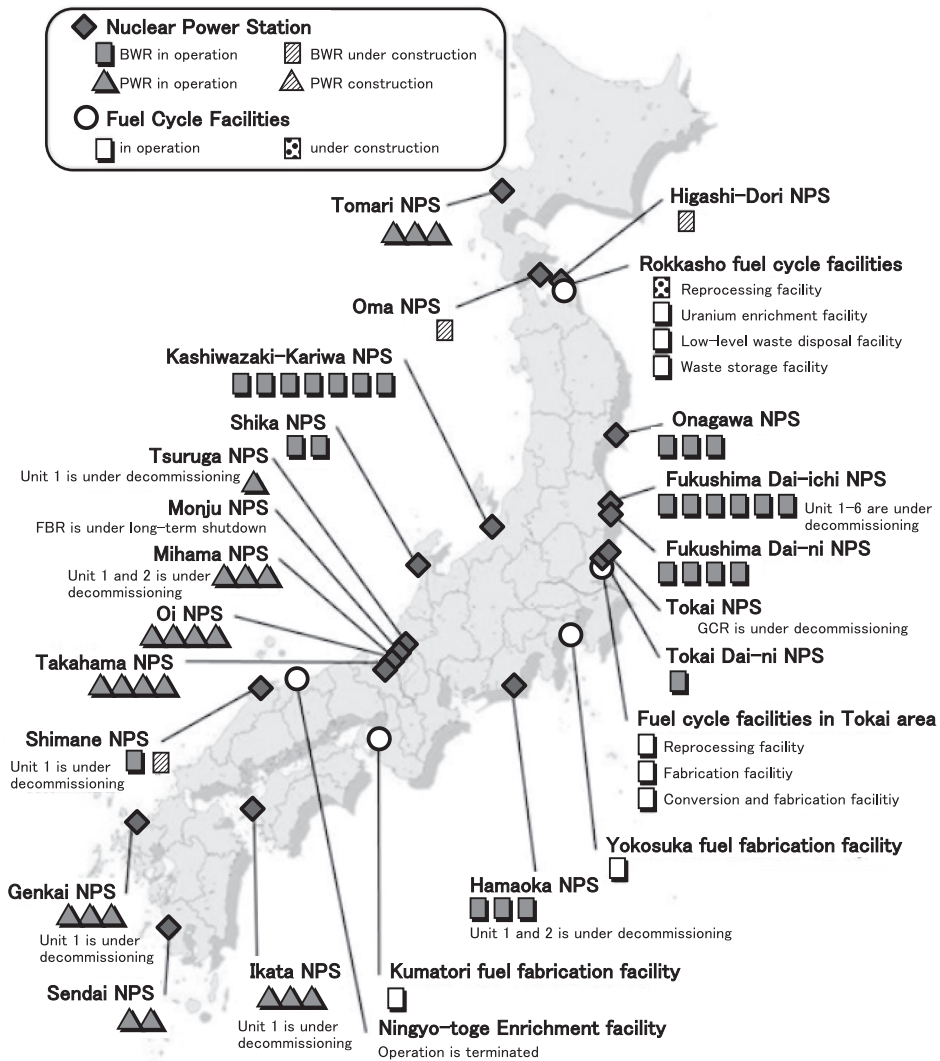 Nuclear Power Station
BWR in operation
BWR under construction
PWR in operation
PWR construction
Fuel Cycle Facilities
in operation
under construction
Tomari NPS
Higashi-Dori NPS
Rokkasho fuel cycle facilities
Reprocessing facility
Uranium enrichment facility
Low-level waste disposal facility
Waste storage facility
Oma NPS
Kashiwazaki-Kariwa NPS
Shika NPS
Tsuruga NPS
Unit 1 is under decommissioning
Monju NPS
FBR is under long-term shutdown
Mihama NPS
Unit 1 and 2 is under
decommissioning
Oi NPS
Takahama NPS
Onagawa NPS
Fukushima Dai-ichi NPS
Unit 1-6 are under
decommissioning
Fukushima Dai-ni NPS
Tokai NPS
GCR is under decommissioning
Tokai Dai-ni NPS
Fuel cycle facilities in Tokai area
Reprocessing facility
Fabrication facilitiy
Conversion and fabrication facilitiy
Shimane NPS
Unit 1 is under
decommissioning
Yokosuka fuel fabrication facility
Genkai NPS
Unit 1 is under
decommissioning
Hamaoka NPS
Unit 1 and 2 is under decommissioning
Sendai NPS
Ikata NPS
Unit 1 is under
decommissioning
Kumatori fuel fabrication facility
Ningyo-toge Enrichment facility
Operation is terminated